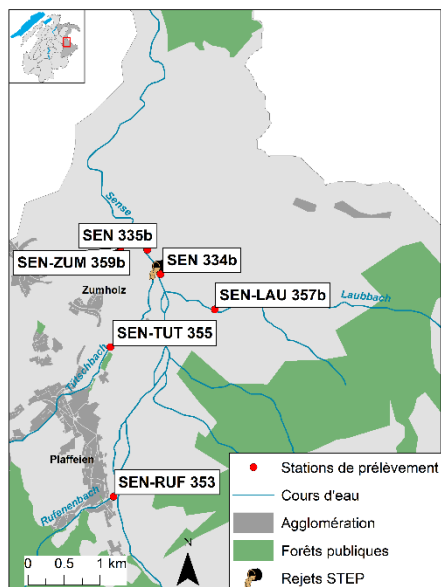 Sense
SEN 335b
SEN-ZUM 359b
SEN 334b
Zumholz
SEN-LAU 357b
Laubbach
SEN-TUT 355
Tütschbach
Plaffeien
SEN-RUF 353
Rufenenbach
N
0 0.5 1 km
Stations de prélèvement
Cours d'eau
Agglomération
Forêts publiques
Rejets STEP